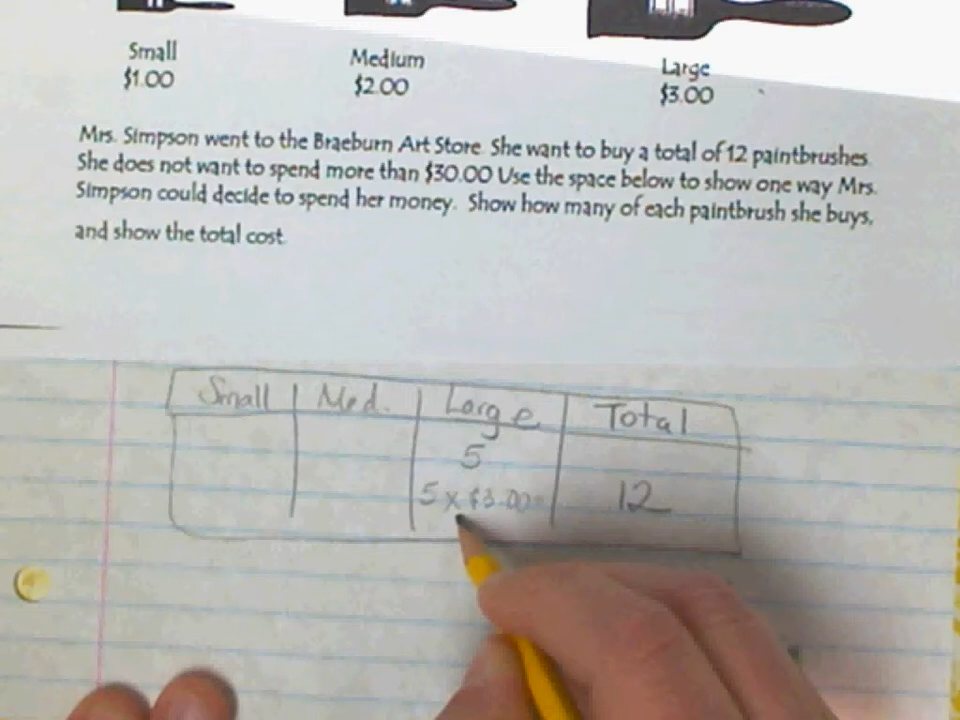 Small Medium Large
$1.00 $2.00 $3.00
Mrs. Simpson went to the Braeburn Art Store. She want to buy a total of 12 paintbrushes.
She does not want to spend more than $30.00 Use the space below to show one way Mrs.
Simpson could decide to spend her money. Show how many of each paintbrush she buys,
and show the total cost.
Small Med. Large Total
5
5 x $3.00= 12